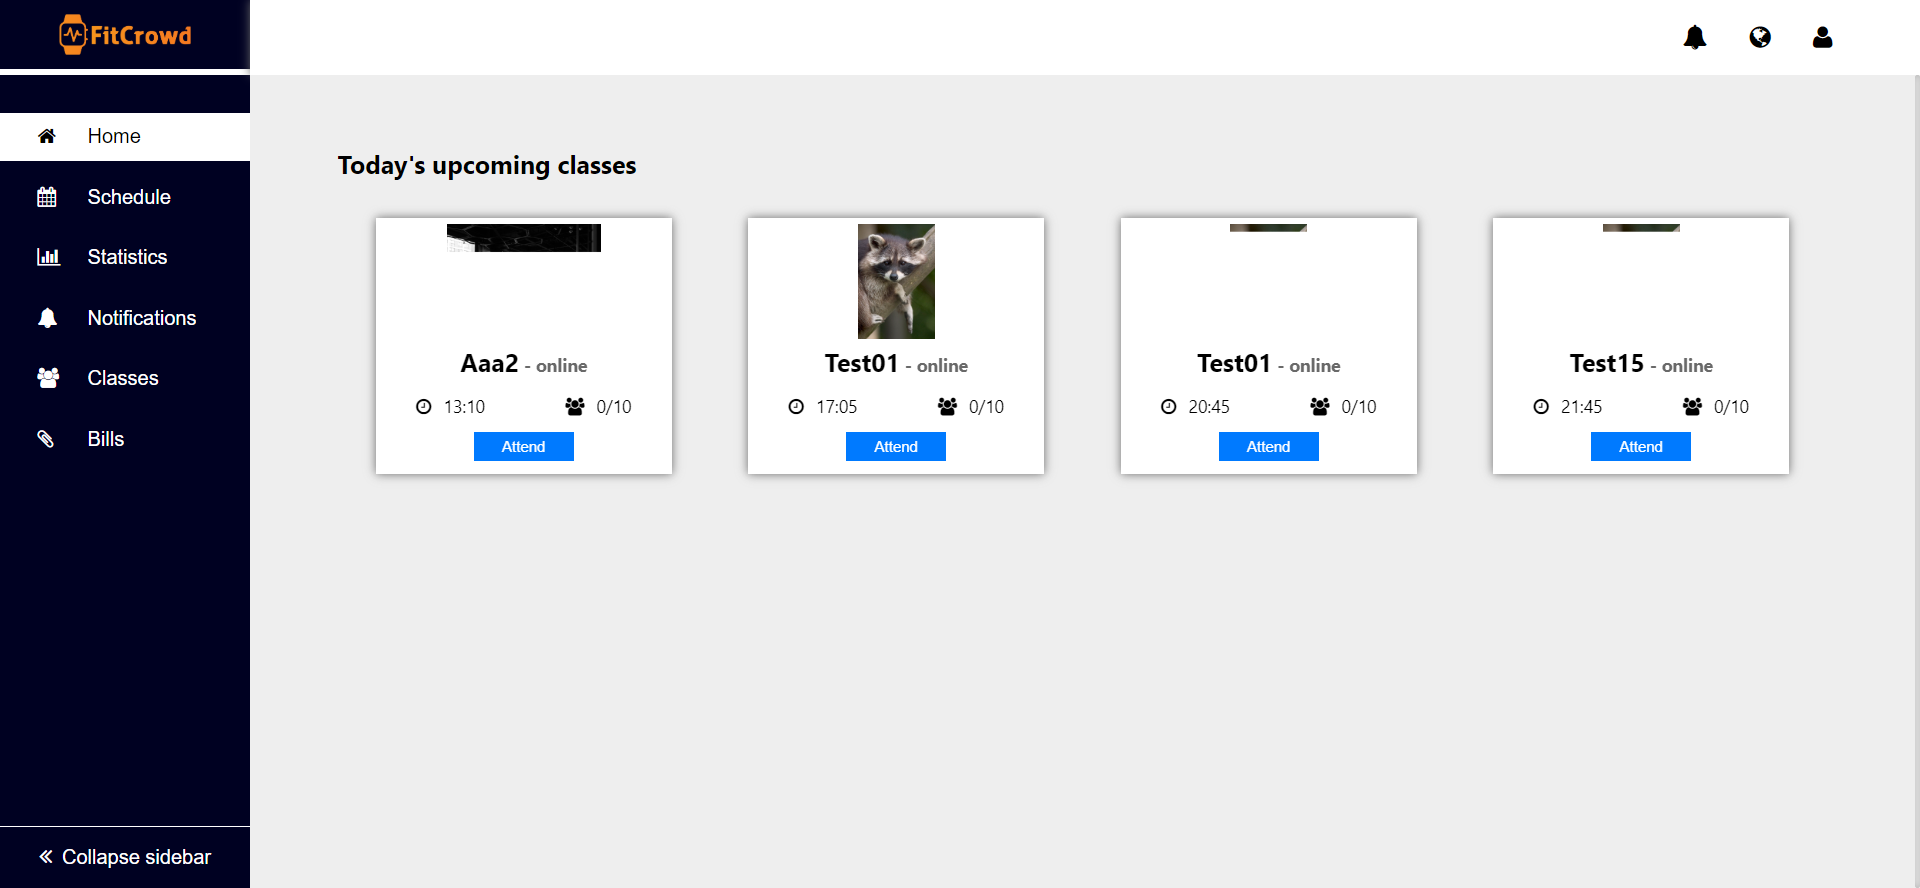 FitCrowd
Home
Schedule
Statistics
Notifications
Classes
Bills
Collapse sidebar
Today's upcoming classes
Aaa2 - online
13:10 0/10
Attend
Test01 - online
17:05 0/10
Attend
Test01 - online
20:45 0/10
Attend
Test15 - online
21:45 0/10
Attend